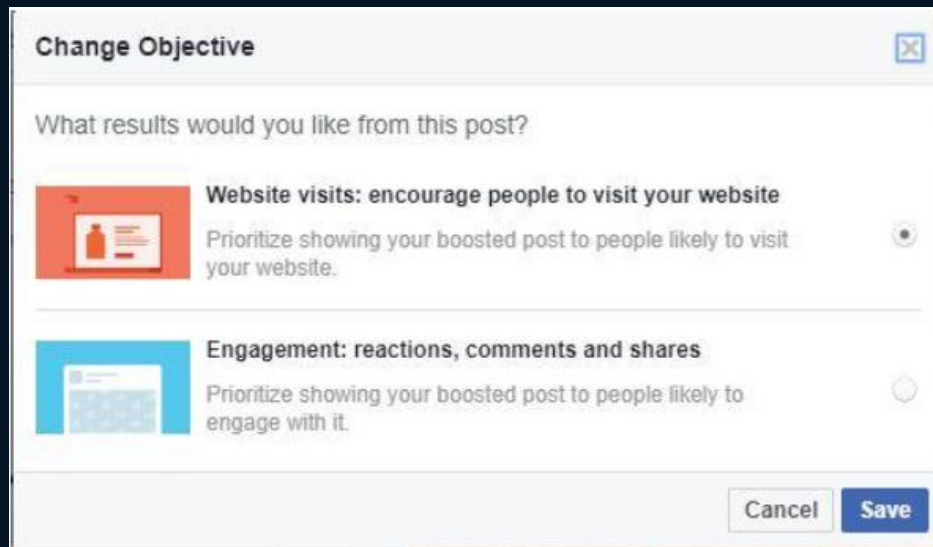 Change Objective
What results would you like from this post?
Website visits: encourage people to visit your website
Prioritize showing your boosted post to people likely to visit
your website.
Engagement: reactions, comments and shares
Prioritize showing your boosted post to people likely to
engage with it.
Cancel Save